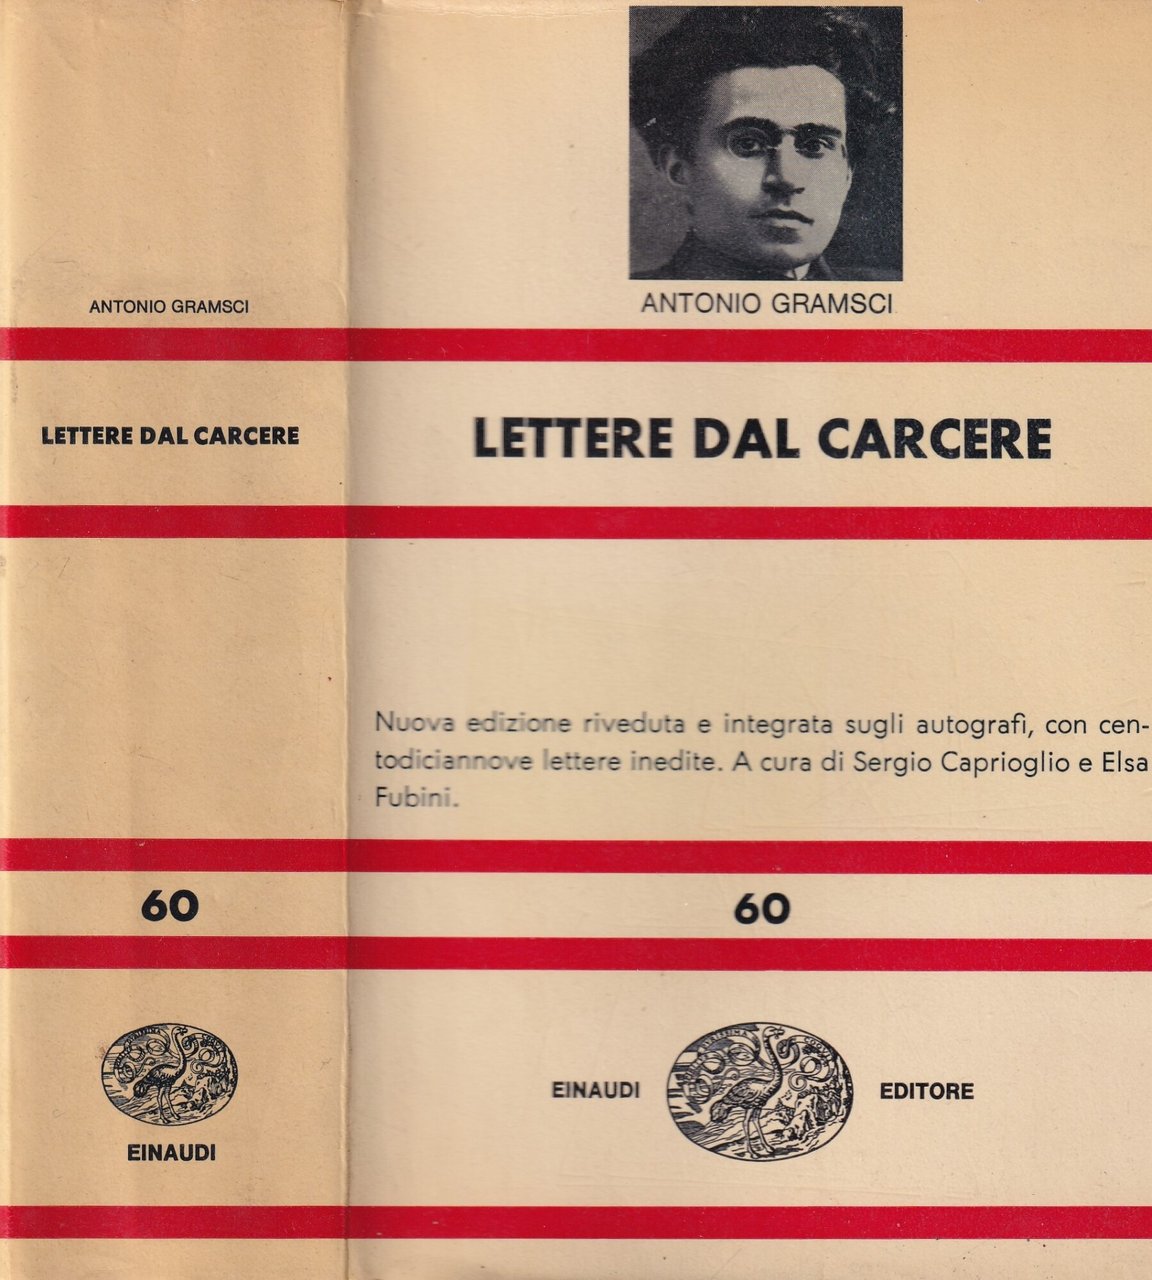 ANTONIO GRAMSCI
LETTERE DAL CARCERE
60
EINAUDI
ANTONIO GRAMSCI
LETTERE DAL CARCERE
Nuova edizione riveduta e integrata sugli autografi, con cen-
todiciannove lettere inedite. A cura di Sergio Caprioglio e Elsa
Fubini.
60
EINAUDI
EDITORE